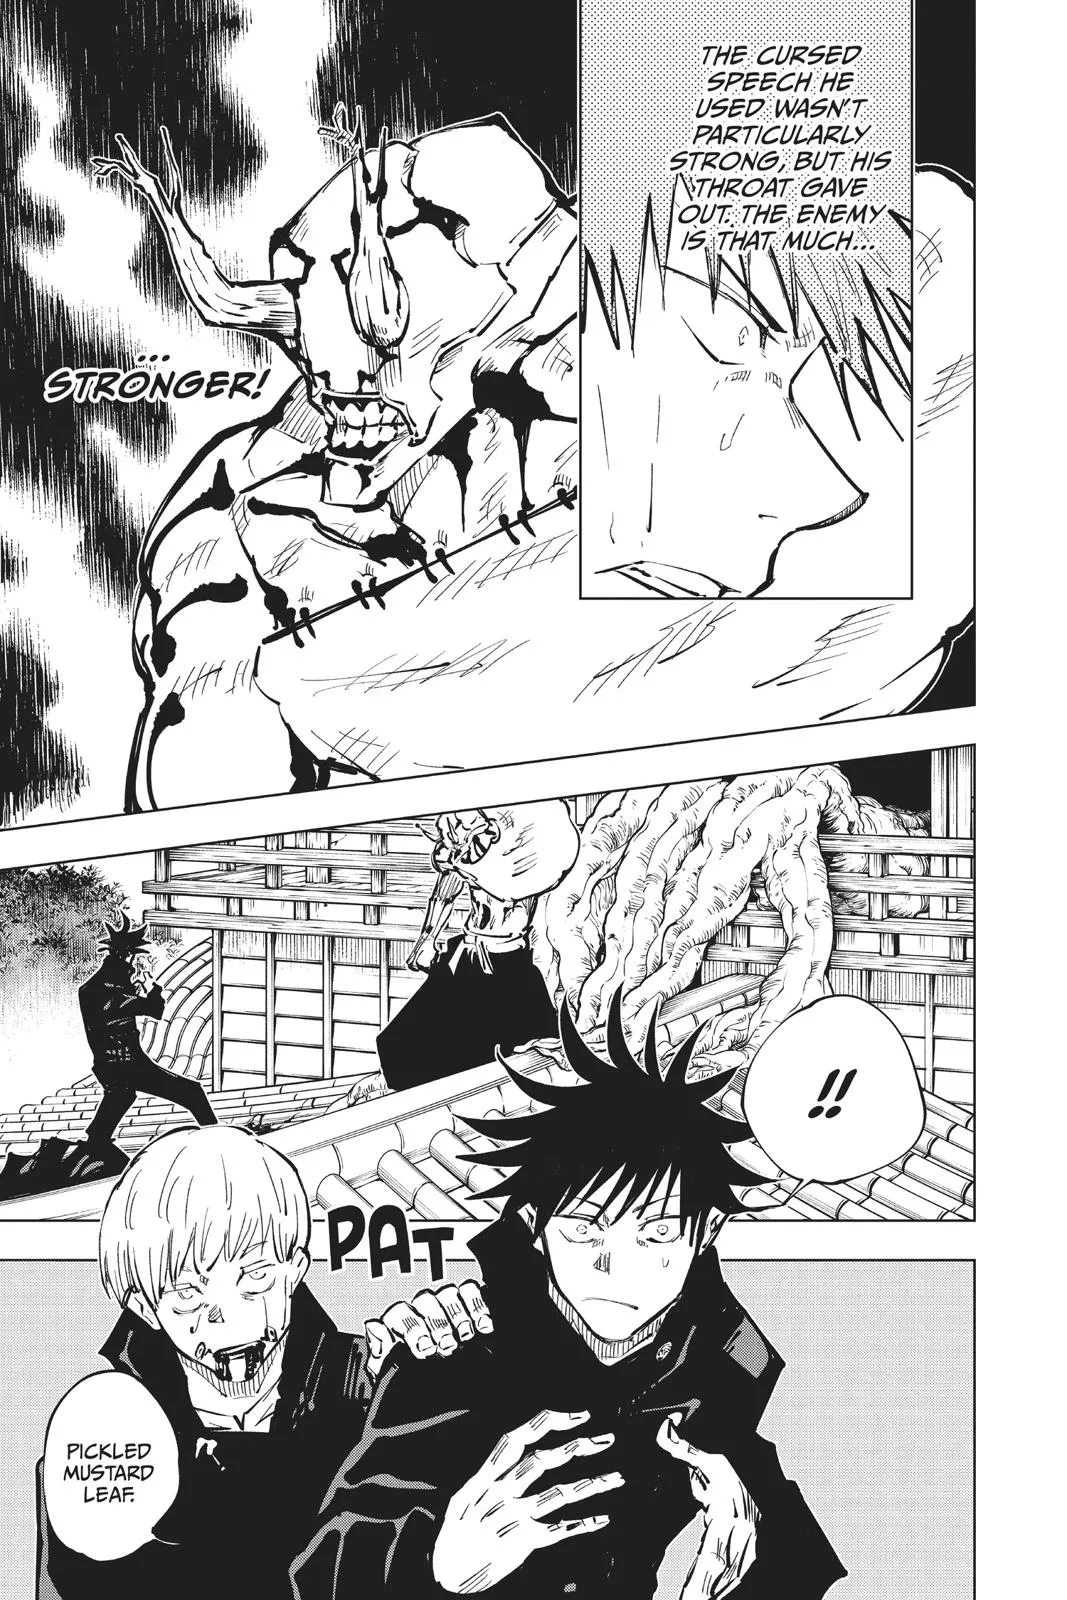 THE CURSED
SPEECH HE
USED WASN'T
PARTICULARLY
STRONG, BUT HIS
THROAT GAVE
OUT. THE ENEMY
IS THAT MUCH...
...
STRONGER!
!!
PAT
PICKLED
MUSTARD
LEAF.